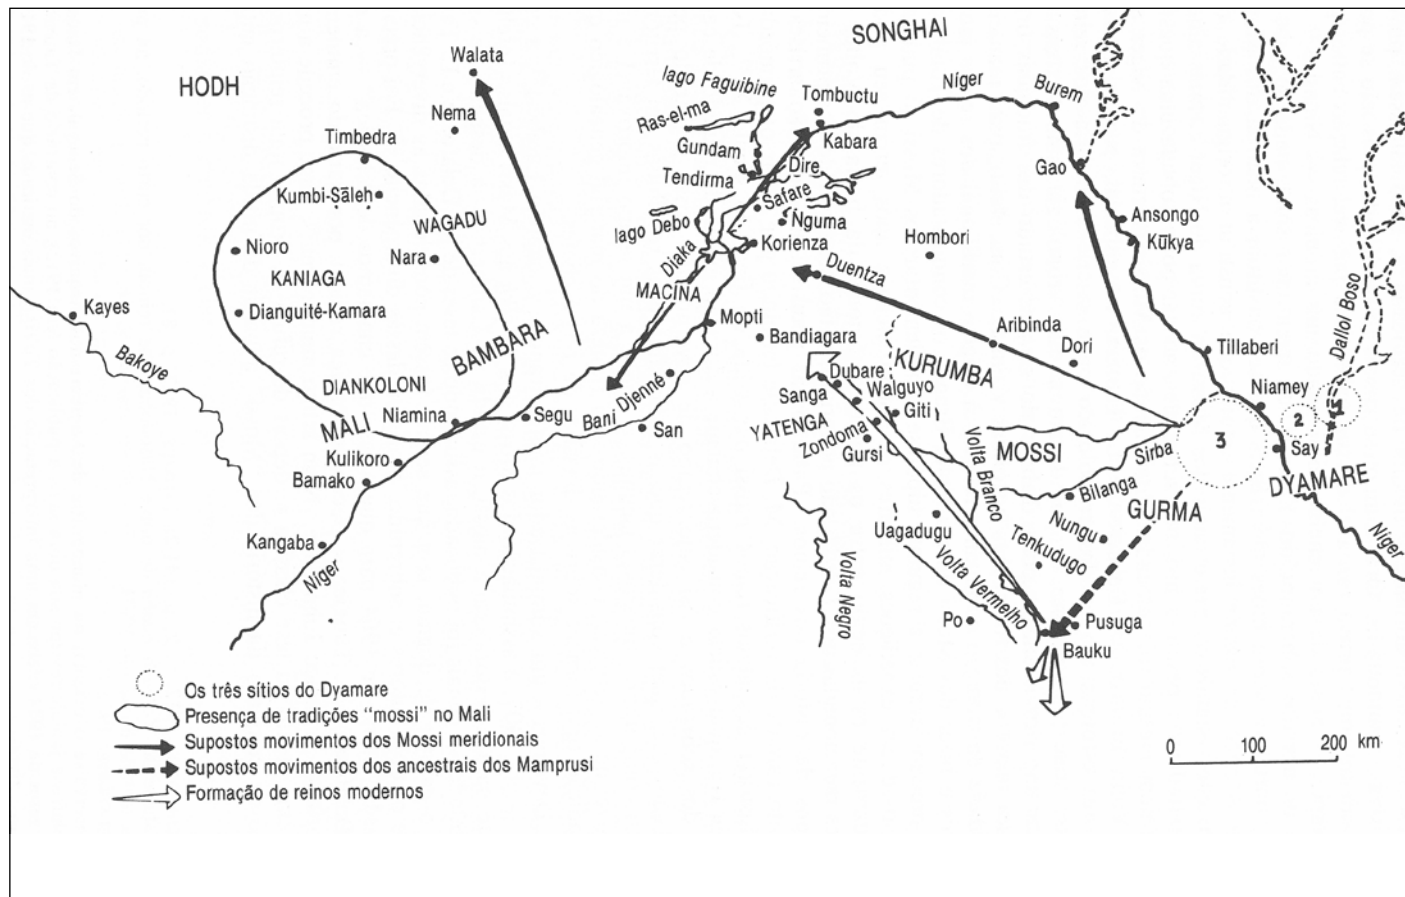 SONGHAI
HODH
Walata
Nema
Timbedra
Kumbi-Sāleh
WAGADU
Nioro
Nara
KANIAGA
Dianguité-Kamara
Kayes
Bakoye
BAMBARA
DIANKOLONI
MALI
Niamina
Segu
Kulikoro
Bamako
Kangaba
Níger
lago Faguibine
Ras-el-ma
Gundam
Tendirma
Tombuctu
Kabara
Dire
Safare
Nguma
lago Debo
Korienza
Diaka
MACINA
Mopti
Djenné
Bani
San
Bandiagara
Níger
Burem
Gao
Ansongo
Kūkya
Hombori
Duentza
Aribinda
Dori
Tillaberi
Dallol Boso
Niamey
1
2
3
Say
DYAMARE
Níger
KURUMBA
Dubare
Sanga
Walguyo
Giti
YATENGA
Zondoma
Gursi
MOSSI
Sirba
Volta Branco
Bilanga
GURMA
Nungu
Tenkudugo
Uagadugu
Volta Vermelho
Volta Negro
Po
Pusuga
Bauku
Os três sítios do Dyamare
Presença de tradições “mossi” no Mali
Supostos movimentos dos Mossi meridionais
Supostos movimentos dos ancestrais dos Mamprusi
Formação de reinos modernos
0 100 200 km